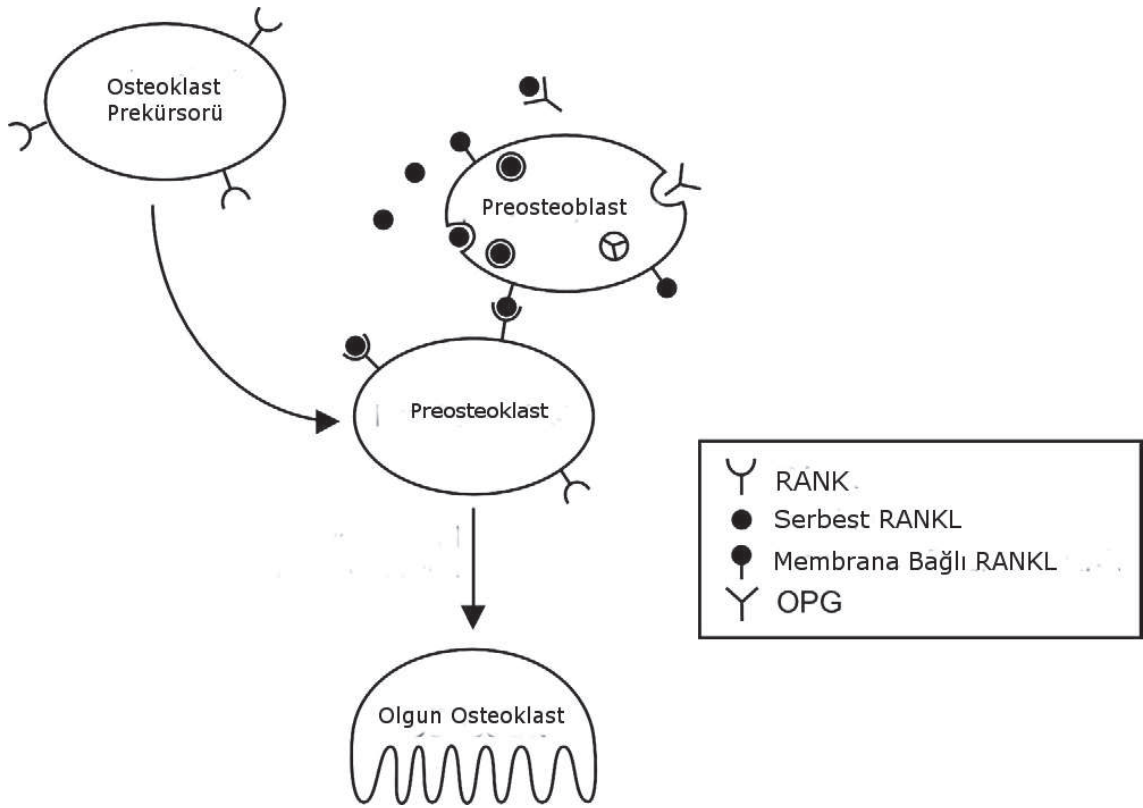 Osteoklast
Prekürsorü
Preosteoblast
Preosteoklast
RANK
Serbest RANKL
Membrana Bağlı RANKL
OPG
Olgun Osteoklast